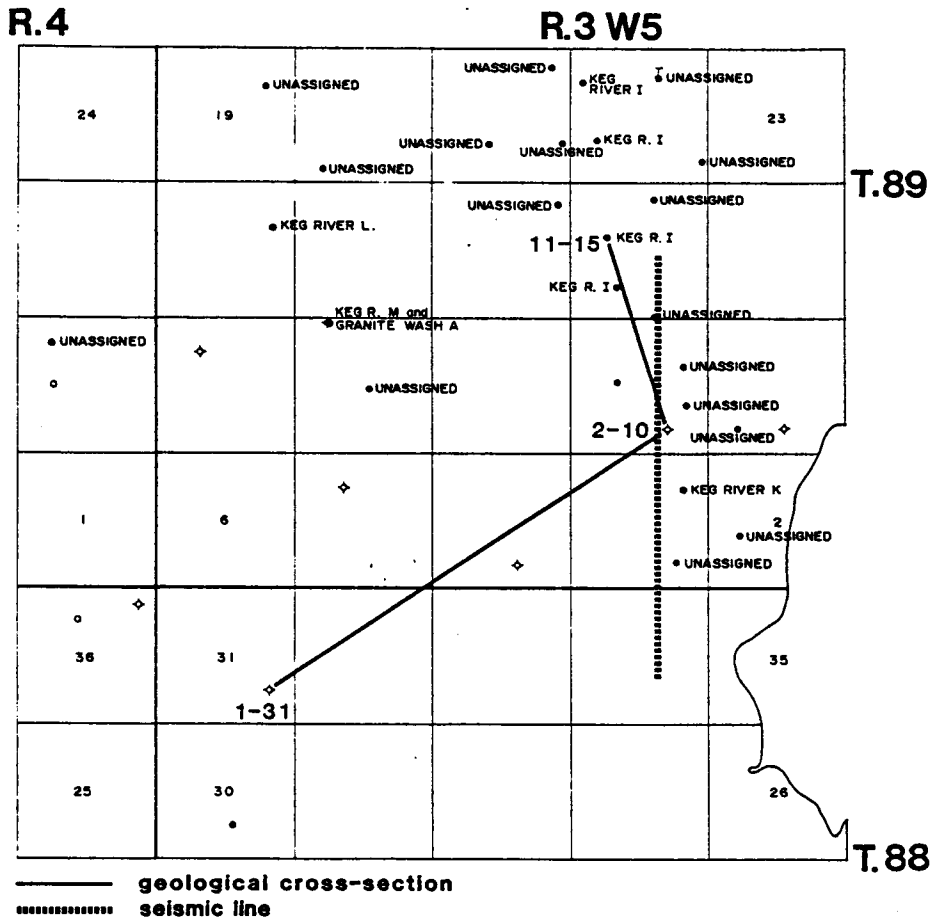 R.4
R.3 W5
UNASSIGNED
UNASSIGNED
KEG
RIVER I
UNASSIGNED
24
19
23
UNASSIGNED
UNASSIGNED
KEG R. I
UNASSIGNED
UNASSIGNED
T.89
UNASSIGNED
UNASSIGNED
KEG RIVER L.
11-15
KEG R. I
KEG R. I
KEG R. M and
GRANITE WASH A
UNASSIGNED
UNASSIGNED
UNASSIGNED
UNASSIGNED
UNASSIGNED
2-10
UNASSIGNED
KEG RIVER K
1
6
2
UNASSIGNED
UNASSIGNED
36
31
35
1-31
25
30
26
T.88
geological cross-section
seismic line